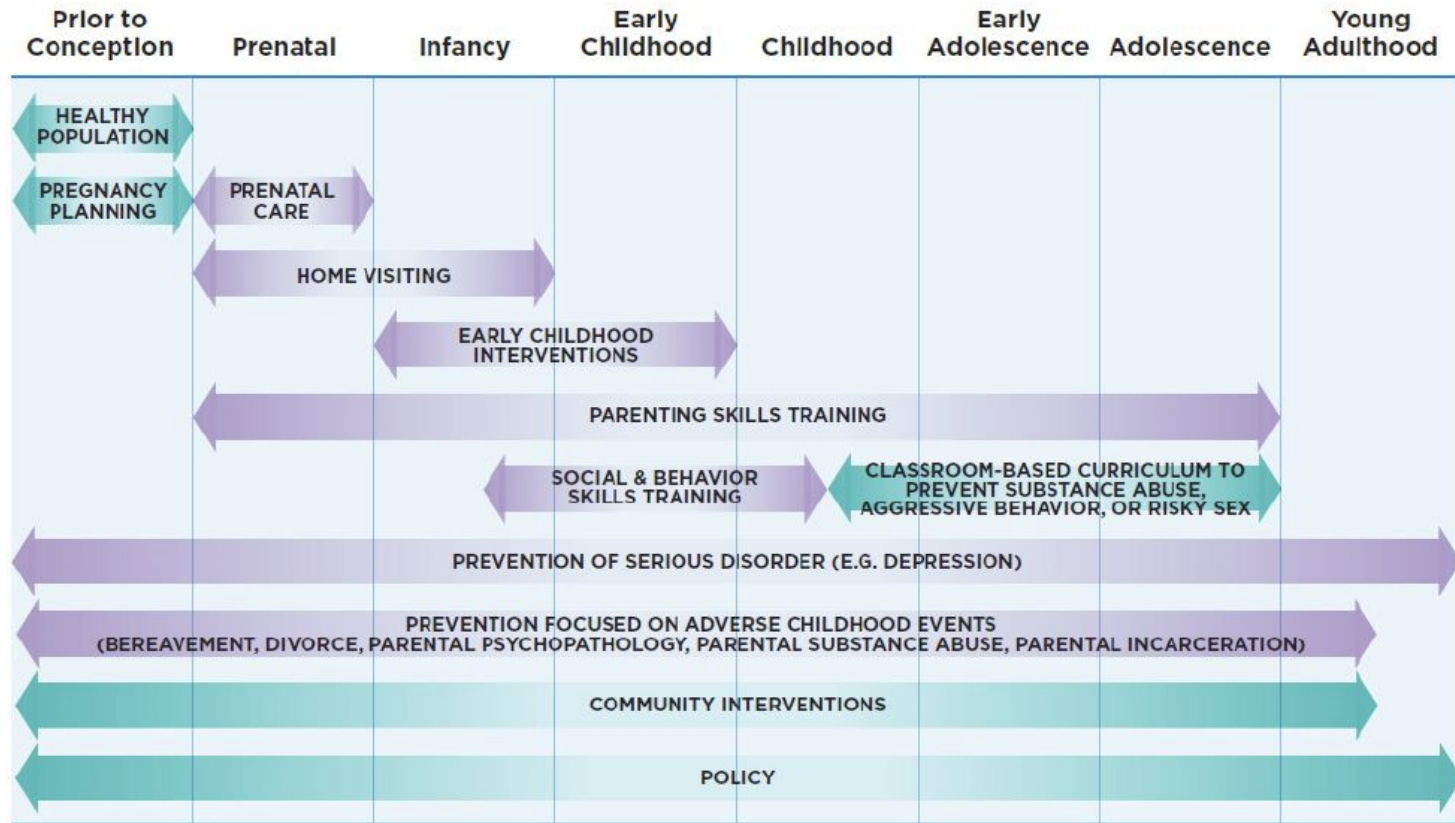 Prior to
Conception
Prenatal
Infancy
Early
Childhood
Childhood
Early
Adolescence
Adolescence
Young
Adulthood
HEALTHY
POPULATION
PREGNANCY
PLANNING
PRENATAL
CARE
HOME VISITING
EARLY CHILDHOOD
INTERVENTIONS
PARENTING SKILLS TRAINING
SOCIAL & BEHAVIOR
SKILLS TRAINING
CLASSROOM-BASED CURRICULUM TO
PREVENT SUBSTANCE ABUSE,
AGGRESSIVE BEHAVIOR, OR RISKY SEX
PREVENTION OF SERIOUS DISORDER (E.G. DEPRESSION)
PREVENTION FOCUSED ON ADVERSE CHILDHOOD EVENTS
(BEREAVEMENT, DIVORCE, PARENTAL PSYCHOPATHOLOGY, PARENTAL SUBSTANCE ABUSE, PARENTAL INCARCERATION)
COMMUNITY INTERVENTIONS
POLICY